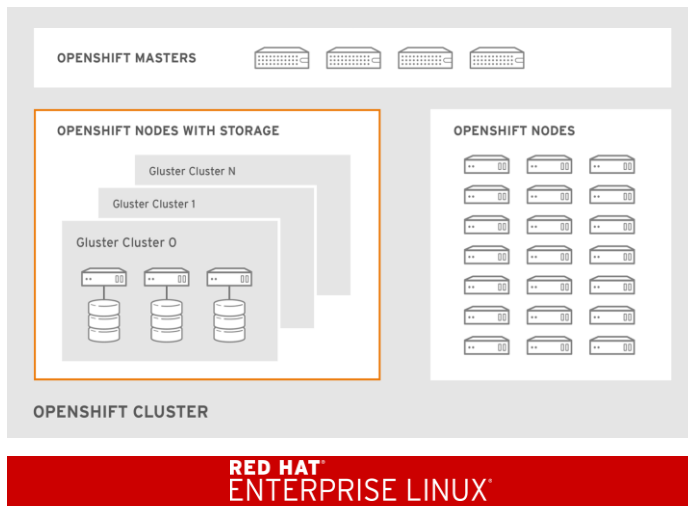 OPENSHIFT MASTERS
OPENSHIFT NODES WITH STORAGE
Gluster Cluster N
Gluster Cluster 1
Gluster Cluster 0
OPENSHIFT NODES
OPENSHIFT CLUSTER
RED HAT®
ENTERPRISE LINUX®